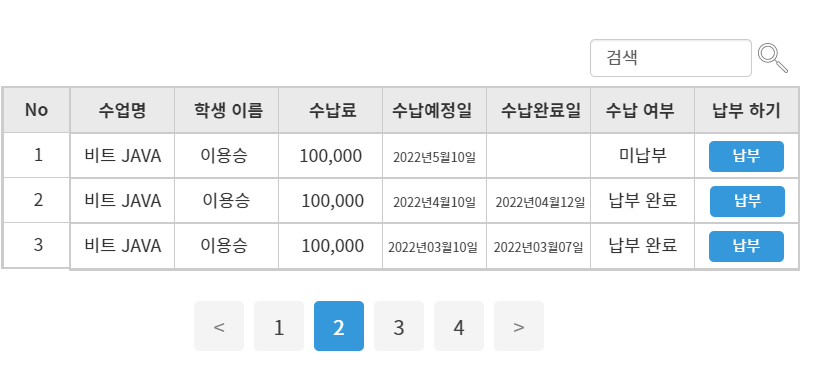 검색
No 수업명 학생 이름 수납료 수납예정일 수납완료일 수납 여부 납부 하기
1 비트 JAVA 이용승 100,000 2022년5월10일 미납부 납부
2 비트 JAVA 이용승 100,000 2022년4월10일 2022년04월12일 납부 완료 납부
3 비트 JAVA 이용승 100,000 2022년03월10일 2022년03월07일 납부 완료 납부
< 1 2 3 4 >